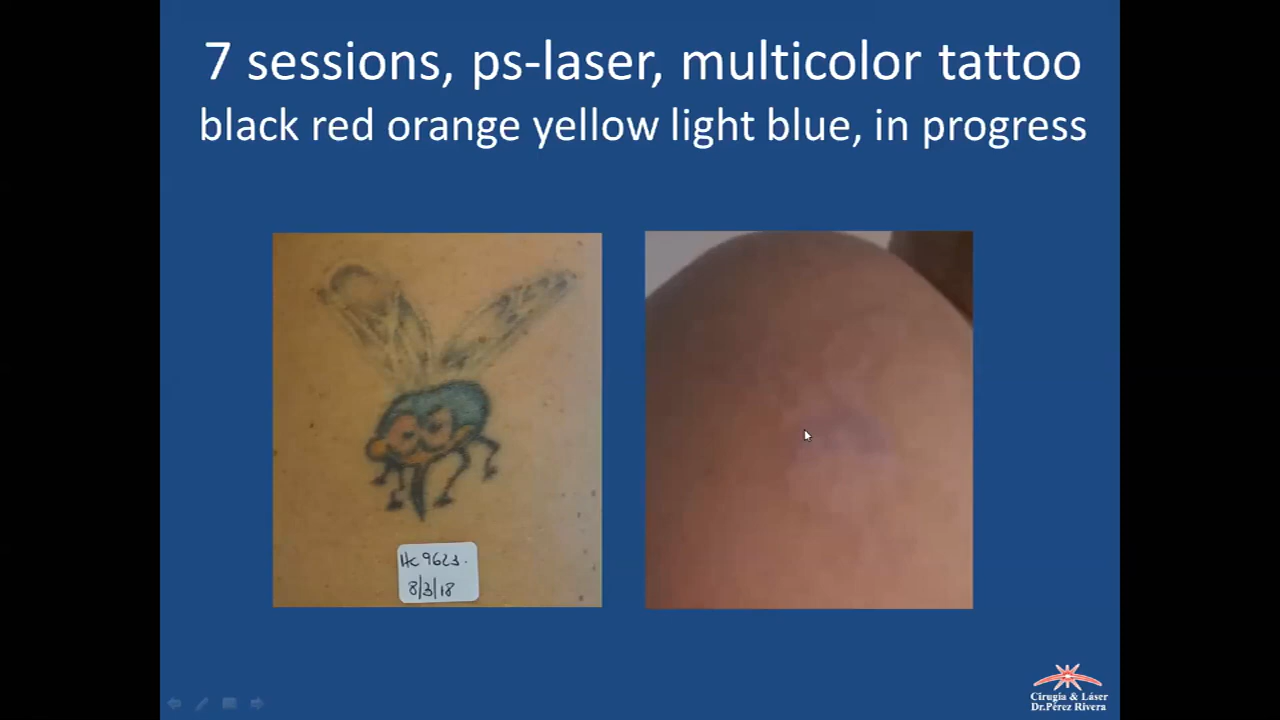 7 sessions, ps-laser, multicolor tattoo
black red orange yellow light blue, in progress
Hc 9623.
8/3/18
Cirugía & Láser
Dr.Pérez Rivera